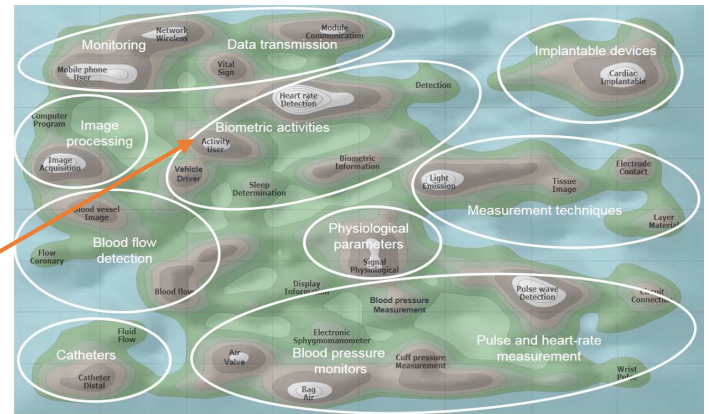 Network
Wireless
Module
Communication
Monitoring
Data transmission
Implantable devices
Vital
Sign
Mobile phone
User
Cardiac
Implantable
Heart rate
Detection
Detection
Computer
Program
Image
processing
Biometric activities
Activity
User
Image
Acquisition
Vehicle
Driver
Biometric
Information
Sleep
Determination
Light
Emission
Tissue
Image
Electrode
Contact
Measurement techniques
Layer
Material
Blood vessel
Image
Blood flow
detection
Flow
Coronary
Physiological
parameters
Signal
Physiological
Blood flow
Display
Information
Blood pressure
Measurement
Pulse wave
Detection
Circuit
Connection
Fluid
Flow
Catheters
Catheter
Distal
Electronic
Sphygmomanometer
Air
Valve
Blood pressure
monitors
Cuff pressure
Measurement
Pulse and heart-rate
measurement
Bag
Air
Wrist
Pulse